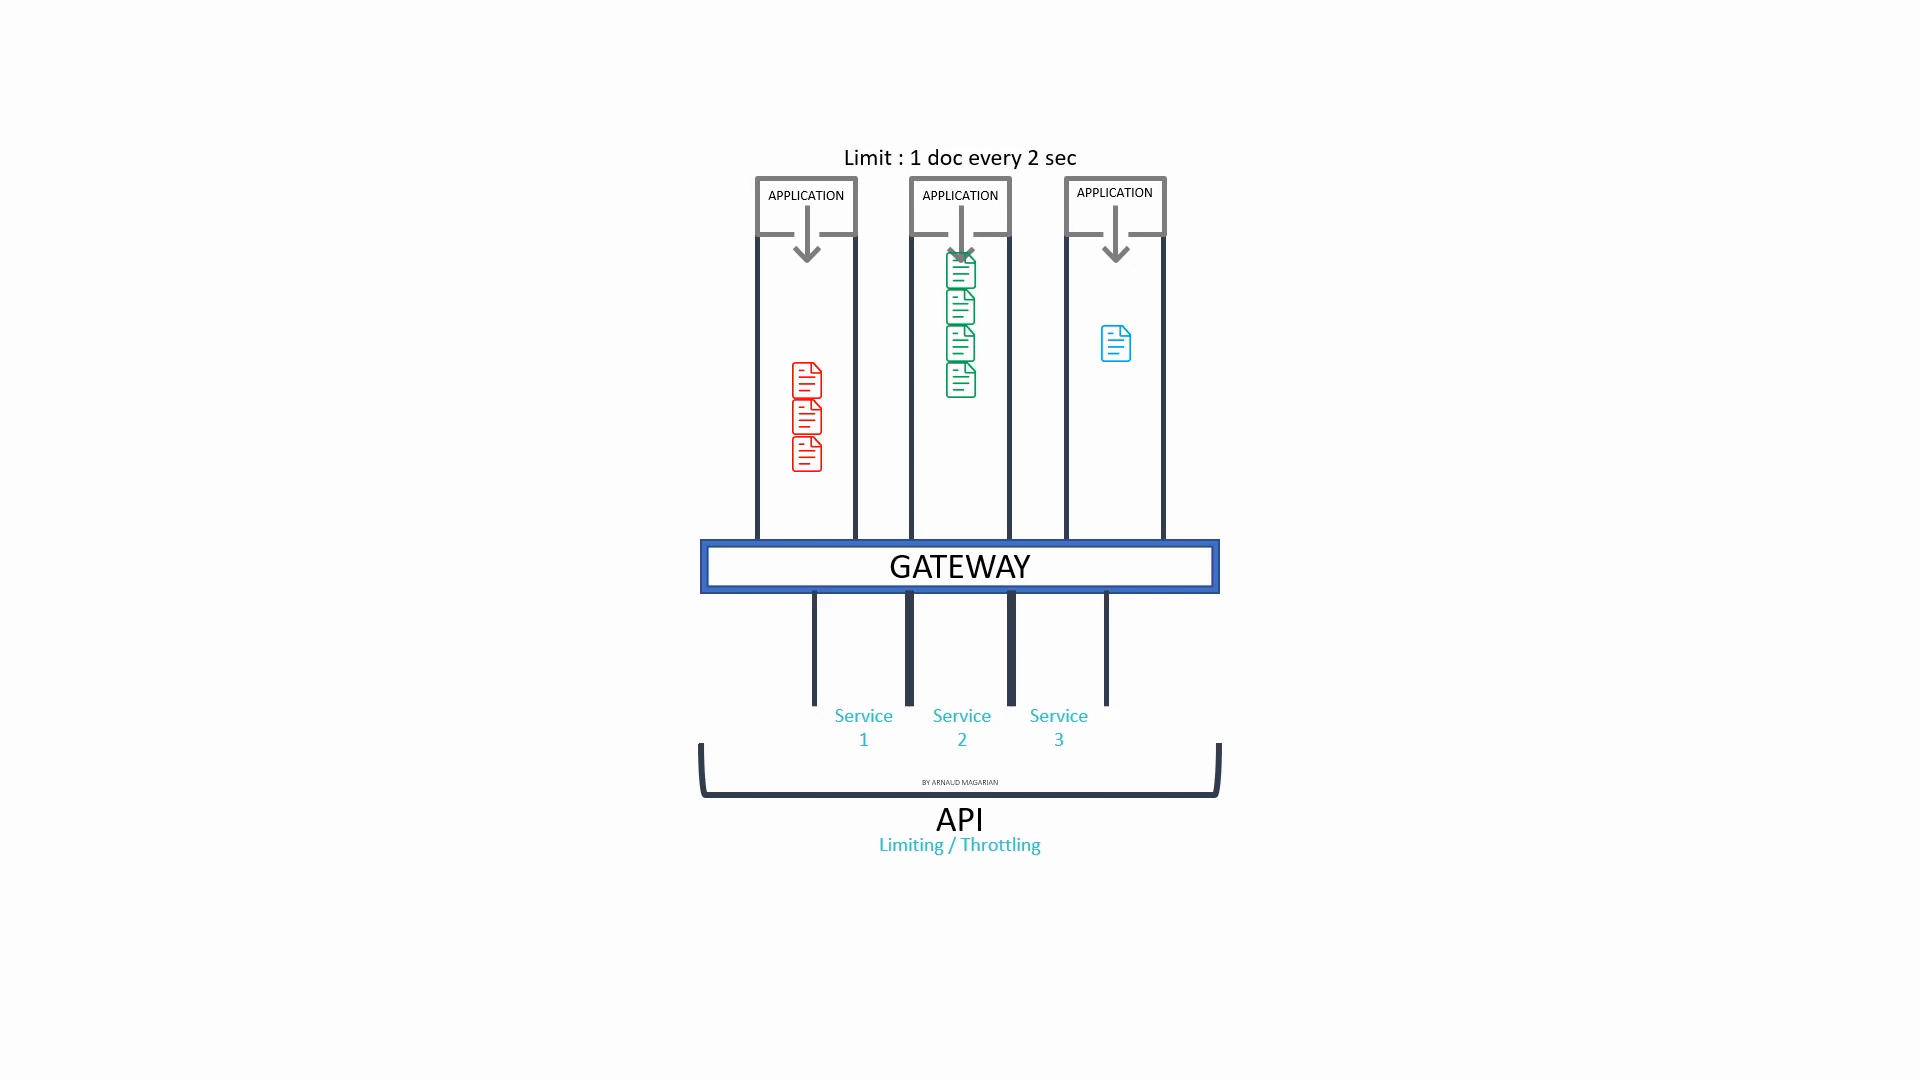 Limit : 1 doc every 2 sec
APPLICATION
APPLICATION
APPLICATION
GATEWAY
Service
1
Service
2
Service
3
BY ARNAUD MAGARIAN
API
Limiting / Throttling